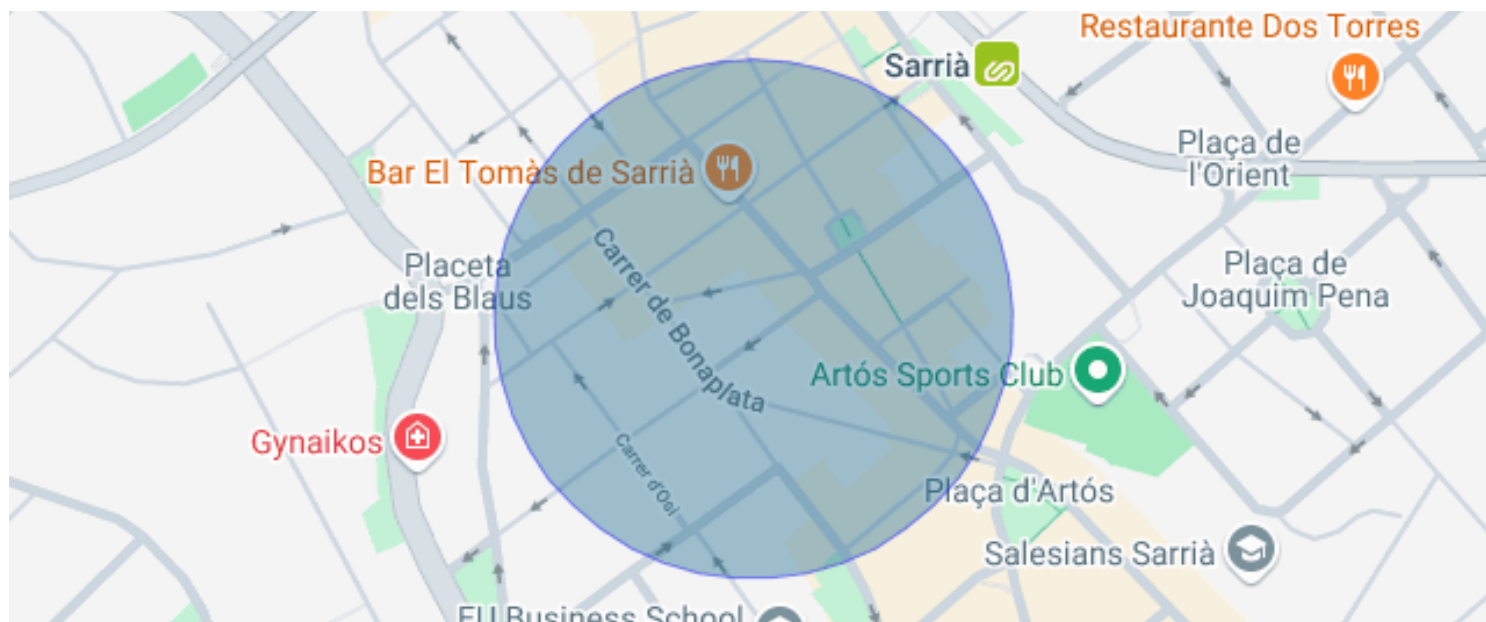 Restaurante Dos Torres
Sarrià
Plaça de
l'Orient
Bar El Tomàs de Sarrià
Placeta
dels Blaus
Carrer de Bonaplata
Plaça de
Joaquim Pena
Artós Sports Club
Gynaikos
Carrer d'Osi
Plaça d'Artós
Salesians Sarrià
EU Business School